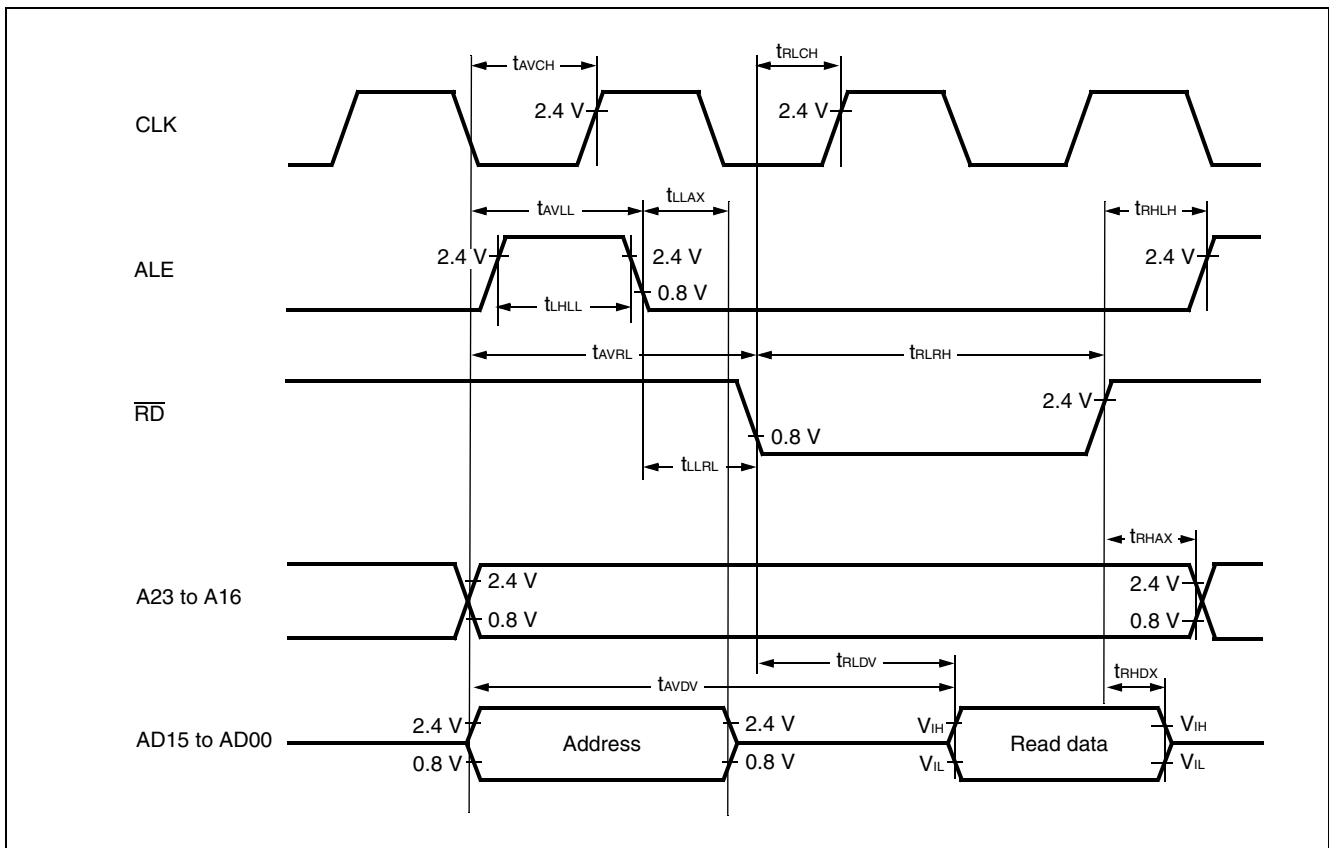 tAVCH
tRLCH
CLK
2.4 V
2.4 V
tAVLL
tLLAX
tRHLH
ALE
2.4 V
2.4 V
2.4 V
0.8 V
tLHLL
tAVRL
tRLRH
RD
2.4 V
0.8 V
tLLRL
tRHAX
A23 to A16
2.4 V
2.4 V
0.8 V
0.8 V
tRLDV
tAVDV
tRHDX
AD15 to AD00
2.4 V
2.4 V
VIH
VIH
Address
Read data
0.8 V
0.8 V
VIL
VIL